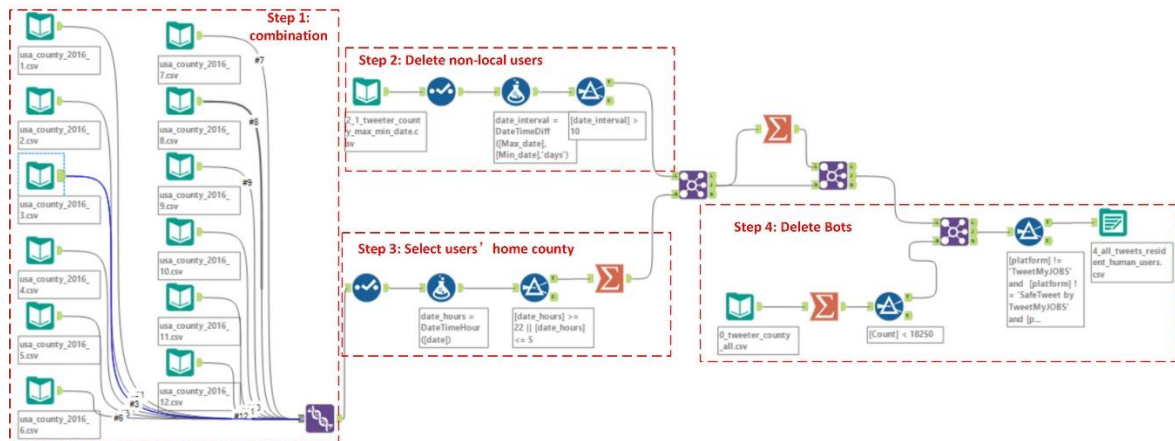 Step 1:
combination
usa_county_2016_
1.csv
usa_county_2016_
2.csv
usa_county_2016_
3.csv
usa_county_2016_
4.csv
usa_county_2016_
5.csv
usa_county_2016_
6.csv
usa_county_2016_
7.csv
usa_county_2016_
8.csv
usa_county_2016_
9.csv
usa_county_2016_
10.csv
usa_county_2016_
11.csv
usa_county_2016_
12.csv
#7
#8
#9
#3
#6
#12
Step 2: Delete non-local users
2_1_tweeter_count
y_max_min_date.c
sv
date_interval =
DateTimeDiff
([Max_date],
[Min_date],'days')
[date_interval] >
10
Step 3: Select users' home county
date_hours =
DateTimeHour
([date])
[date_hours] >=
22 || [date_hours]
<= 5
Step 4: Delete Bots
0_tweeter_county
_all.csv
[Count] < 18250
[platform] !=
'TweetMyJOBS'
and [platform] !
= 'SafeTweet by
TweetMyJOBS'
and [p...
4_all_tweets_resi
dent_human_users.
csv